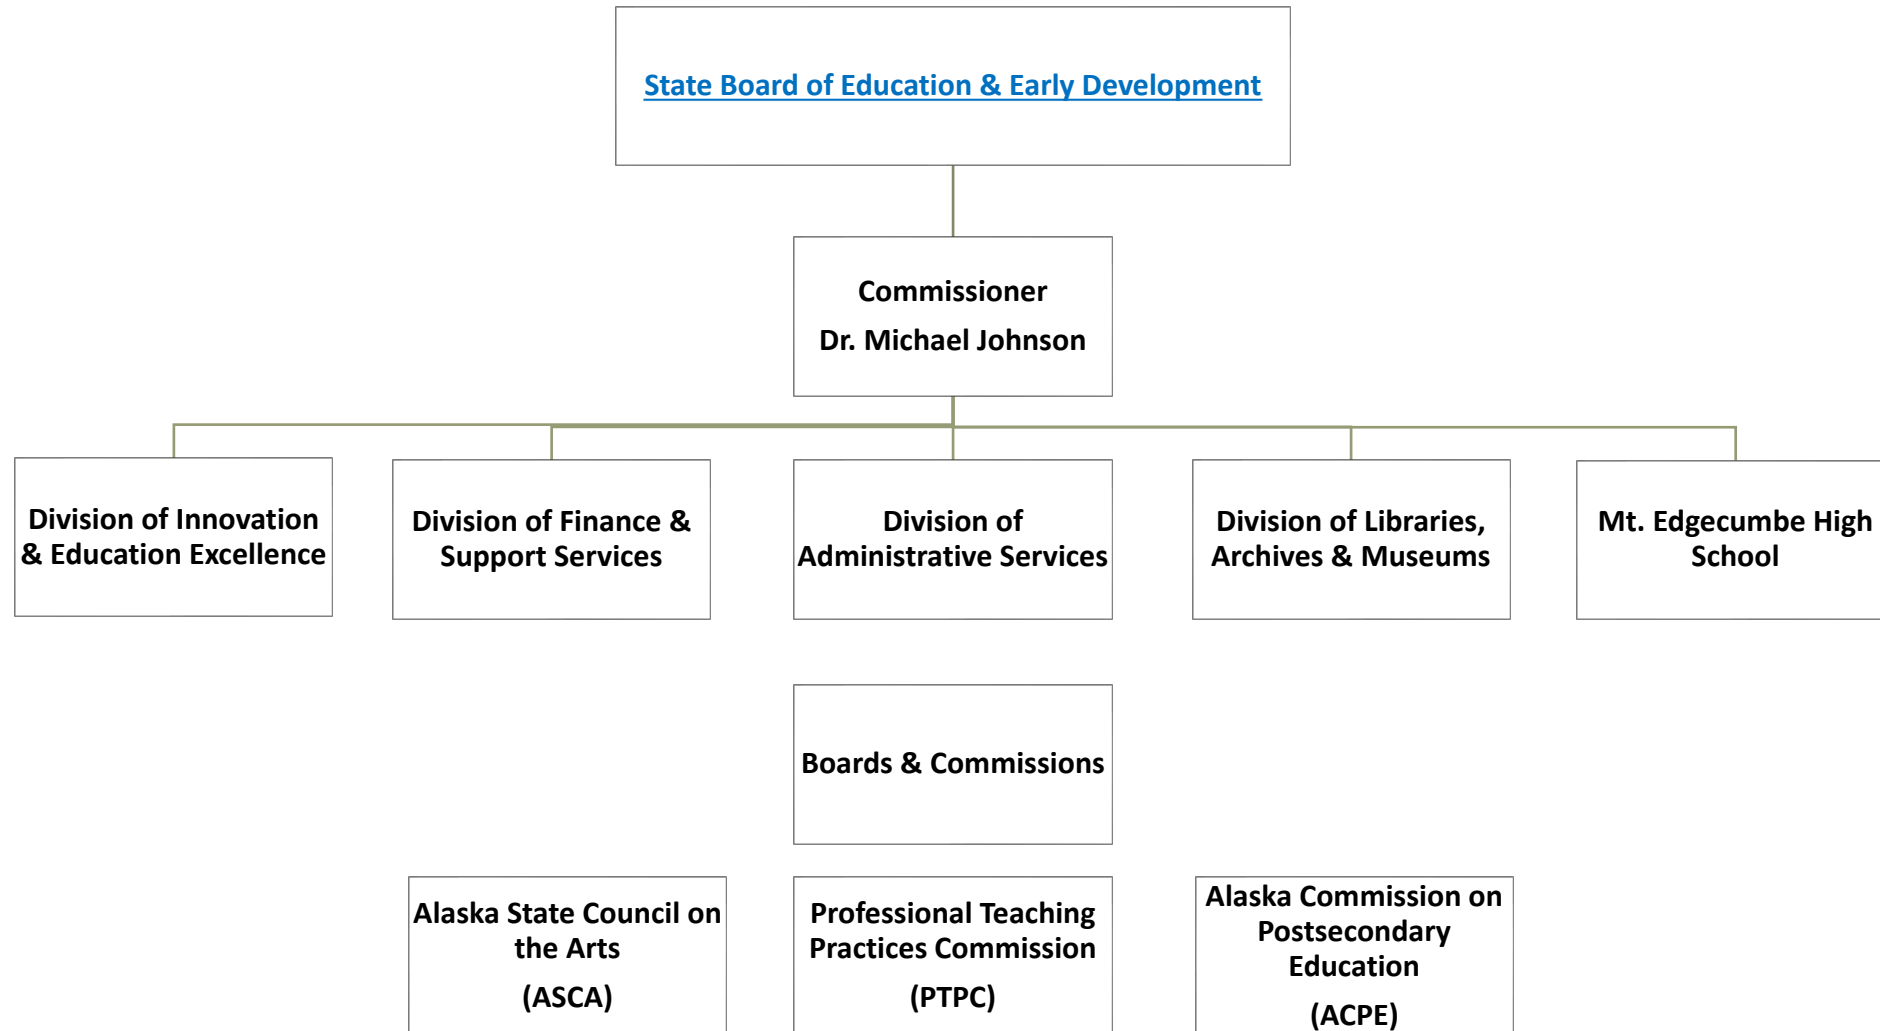 State Board of Education & Early Development
Commissioner
Dr. Michael Johnson
Division of Innovation
& Education Excellence
Division of Finance &
Support Services
Division of
Administrative Services
Division of Libraries,
Archives & Museums
Mt. Edgecumbe High
School
Boards & Commissions
Alaska State Council on
the Arts
(ASCA)
Professional Teaching
Practices Commission
(PTPC)
Alaska Commission on
Postsecondary
Education
(ACPE)